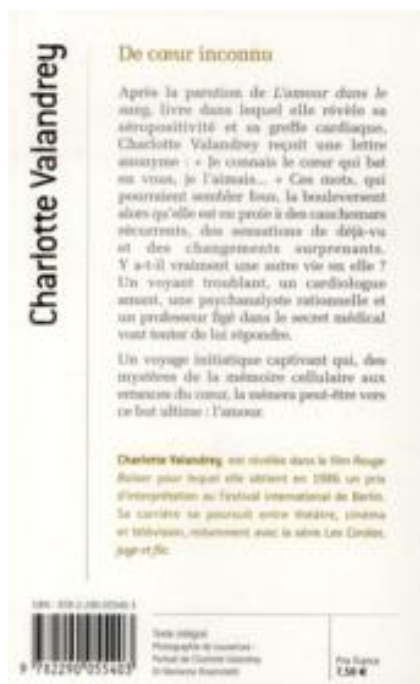 Charlotte Valandrey
De cœur inconnu
Après la parution de L'amour dans le
sang, livre dans lequel elle révèle sa
séropositivité et sa greffe cardiaque,
Charlotte Valandrey reçoit une lettre
anonyme : « Je connais le cœur qui bat
en vous, je l'aimais... » Ces mots, qui
pourraient sembler fous, la bouleversent
alors qu'elle est en proie à des cauchemars
récurrents, des sensations de déjà-vu
et des changements surprenants.
Y a-t-il vraiment une autre vie en elle ?
Un voyant troublant, un cardiologue
amant, une psychanalyste rationnelle et
un professeur figé dans le secret médical
vont tenter de lui répondre.
Un voyage initiatique captivant qui, des
mystères de la mémoire cellulaire aux
errances du cœur, la mènera peut-être vers
ce but ultime : l'amour.
Charlotte Valandrey est révélée dans le film Rouge
Baiser pour lequel elle obtient en 1986 un prix
d'interprétation au Festival international de Berlin.
Sa carrière se poursuit entre théâtre, cinéma
et télévision, notamment avec la série Les Cordier,
juge et flic.
ISBN : 978-2-290-05540-3
9 782290 055403
Texte intégral
Photographie de couverture :
Portrait de Charlotte Valandrey
Prix France
7,50 €